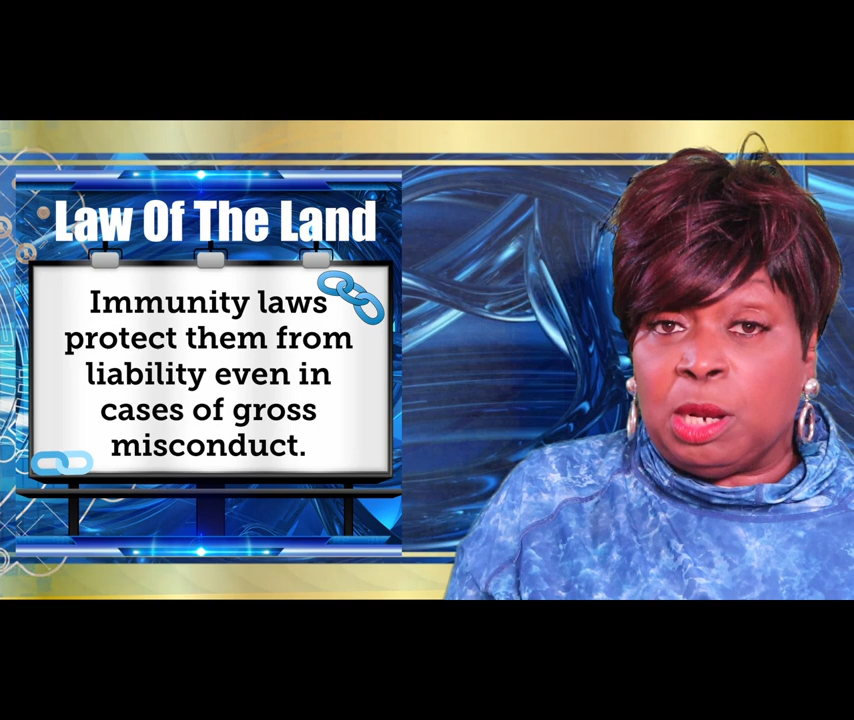 Law Of The Land
Immunity laws
protect them from
liability even in
cases of gross
misconduct.